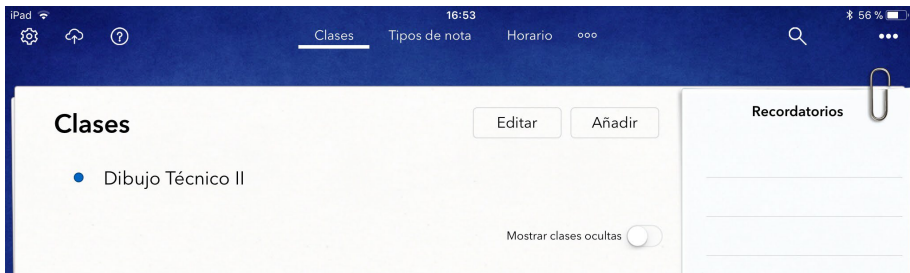 iPad 16:53 56 %
Clases Tipos de nota Horario
Clases Editar Añadir Recordatorios
Dibujo Técnico II
Mostrar clases ocultas